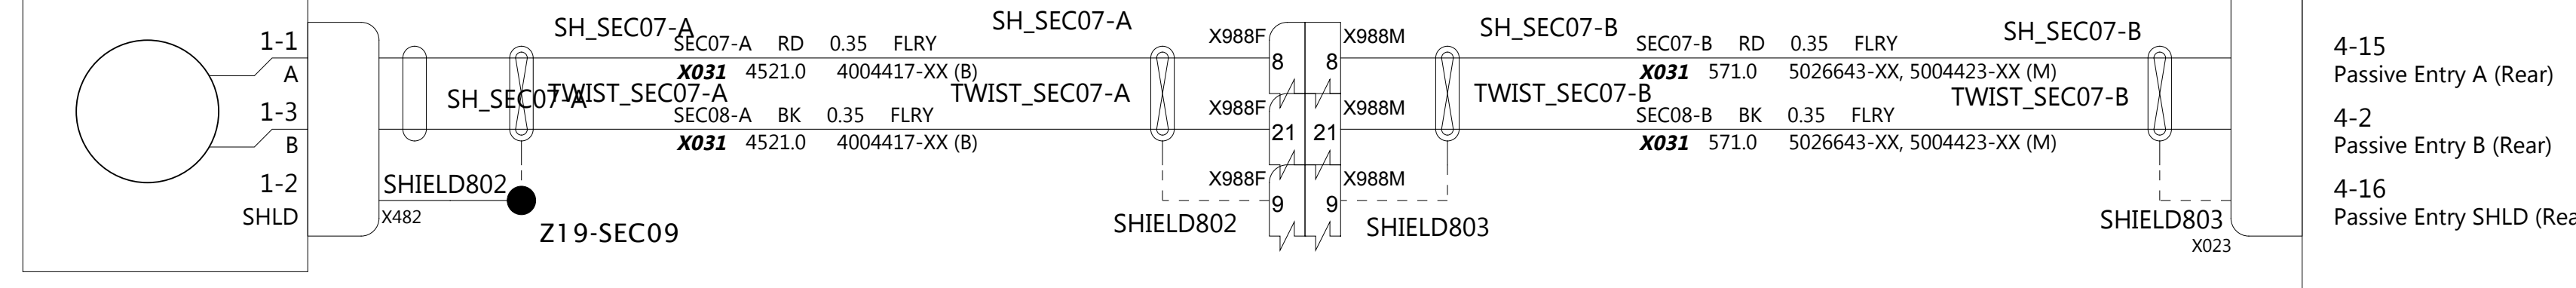 SH_SEC07-A
SH_SEC07-A
SH_SEC07-B
SH_SEC07-B
1-1
SEC07-A RD 0.35 FLRY
X988F
X988M
SEC07-B RD 0.35 FLRY
4-15
A
X031 4521.0 4004417-XX (B)
8
8
X031 571.0 5026643-XX, 5004423-XX (M)
Passive Entry A (Rear)
SH_SEC07-A
TWIST_SEC07-A
TWIST_SEC07-A
TWIST_SEC07-B
TWIST_SEC07-B
1-3
SEC08-A BK 0.35 FLRY
X988F
X988M
SEC08-B BK 0.35 FLRY
4-2
B
X031 4521.0 4004417-XX (B)
21
21
X031 571.0 5026643-XX, 5004423-XX (M)
Passive Entry B (Rear)
1-2
SHIELD802
X988F
X988M
4-16
SHLD
X482
9
9
Passive Entry SHLD (Rea
Z19-SEC09
SHIELD802
SHIELD803
SHIELD803
X023